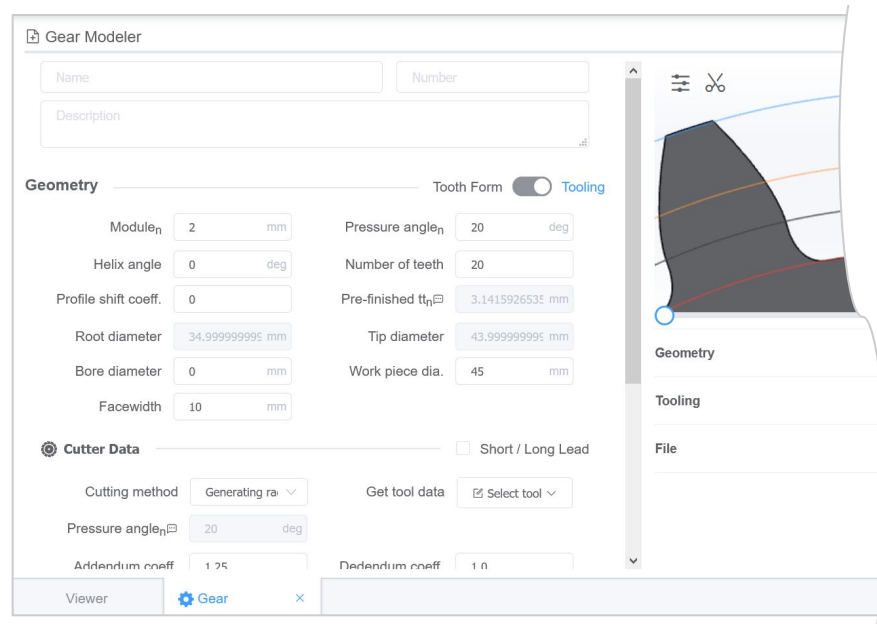 Gear Modeler
Name Number
Description
Geometry Tooth Form Tooling
Module n 2 mm Pressure angle n 20 deg
Helix angle 0 deg Number of teeth 20
Profile shift coeff. 0 Pre-finished tt n 3.1415926535 mm
Root diameter 34.999999999 mm Tip diameter 43.999999999 mm
Bore diameter 0 mm Work piece dia. 45 mm
Facewidth 10 mm
Cutter Data Short / Long Lead
Cutting method Generating ra Get tool data Select tool
Pressure angle n 20 deg
Addendum coeff 1.25 Dedendum coeff 1.0
Geometry
Tooling
File
Viewer Gear ×